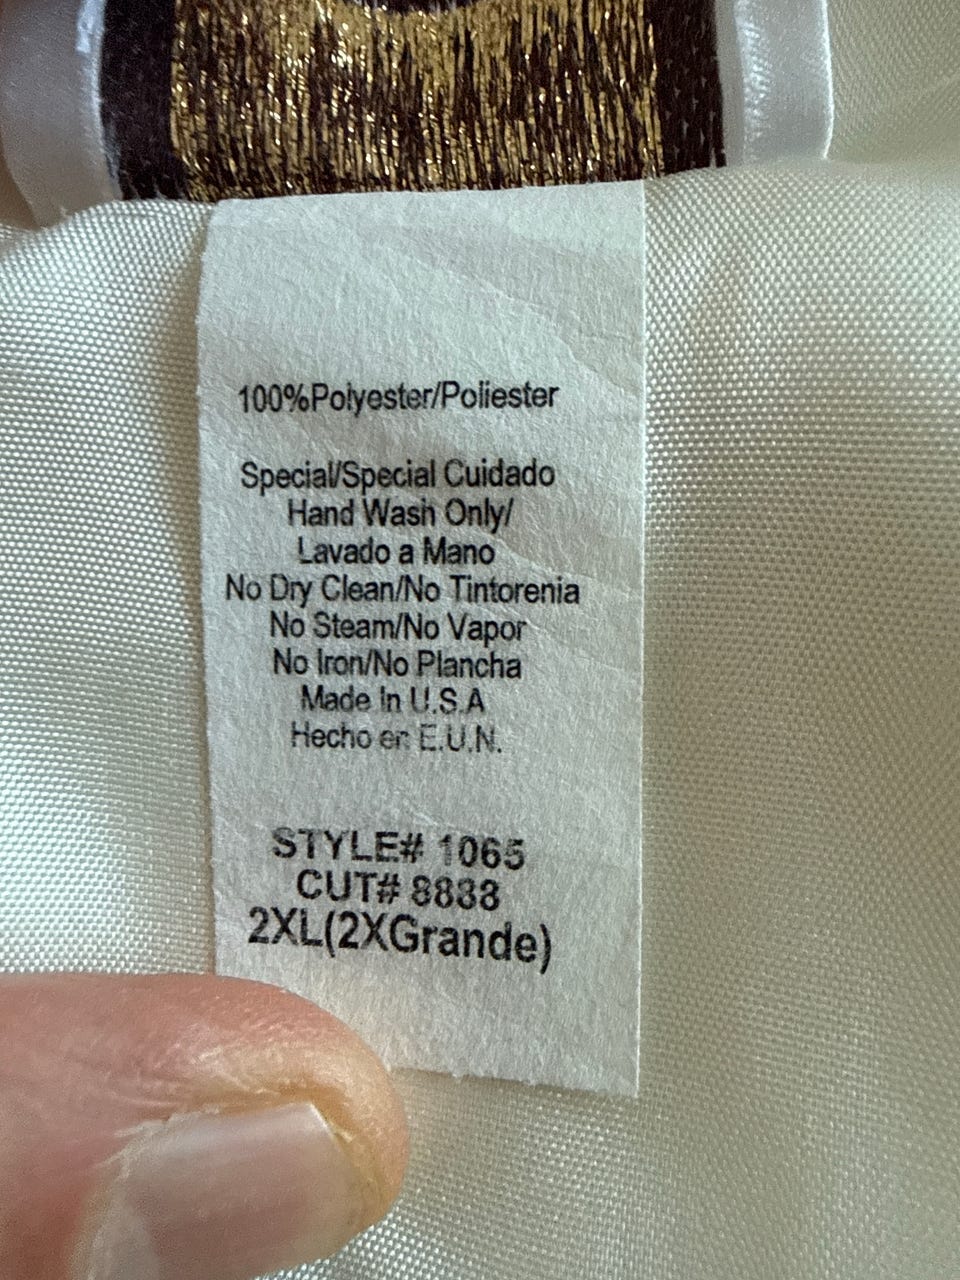 100%Polyester/Poliester
Special/Special Cuidado
Hand Wash Only/
Lavado a Mano
No Dry Clean/No Tintorenia
No Steam/No Vapor
No Iron/No Plancha
Made In U.S.A
Hecho en E.U.N.
STYLE# 1065
CUT# 8888
2XL(2XGrande)